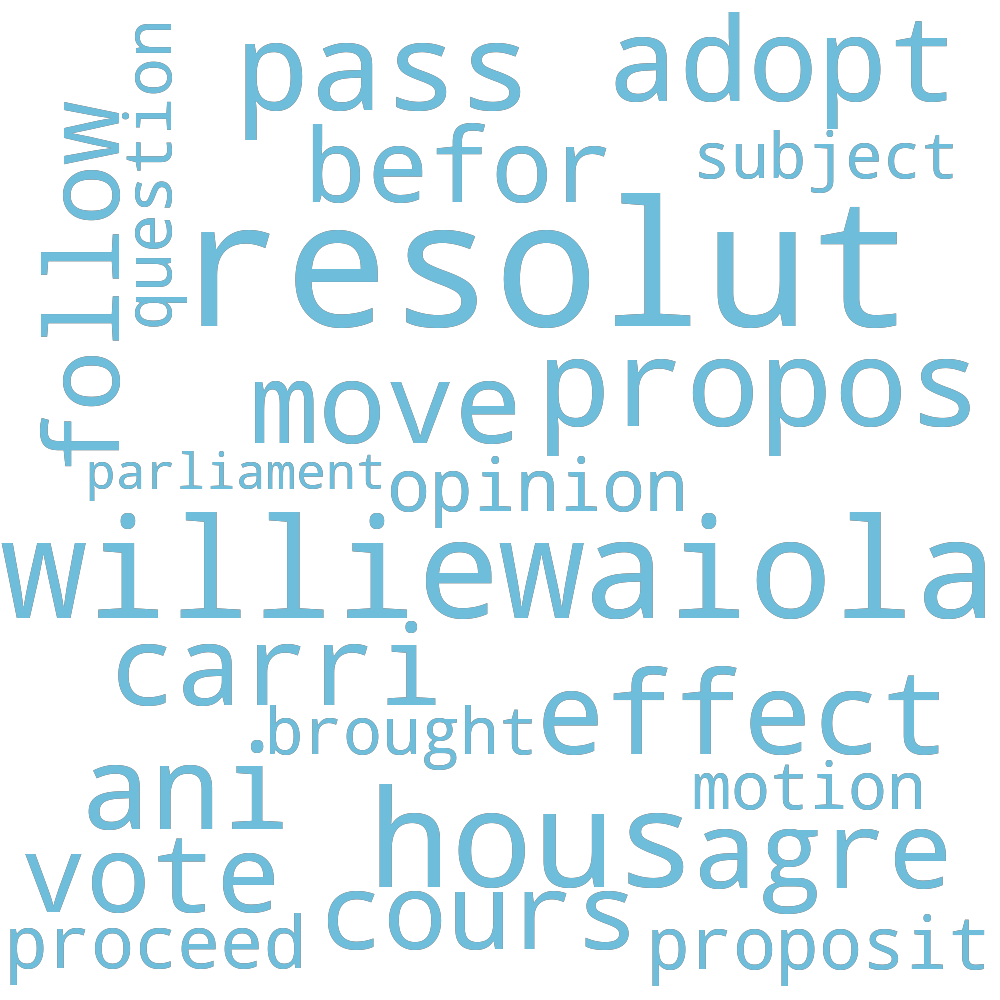 pass
adopt
question
follow
befor
subject
resolut
propos
move
parliament
opinion
williewaiola
carri
effect
brought
ani
motion
hous
agre
vote
cours
proceed
proposit